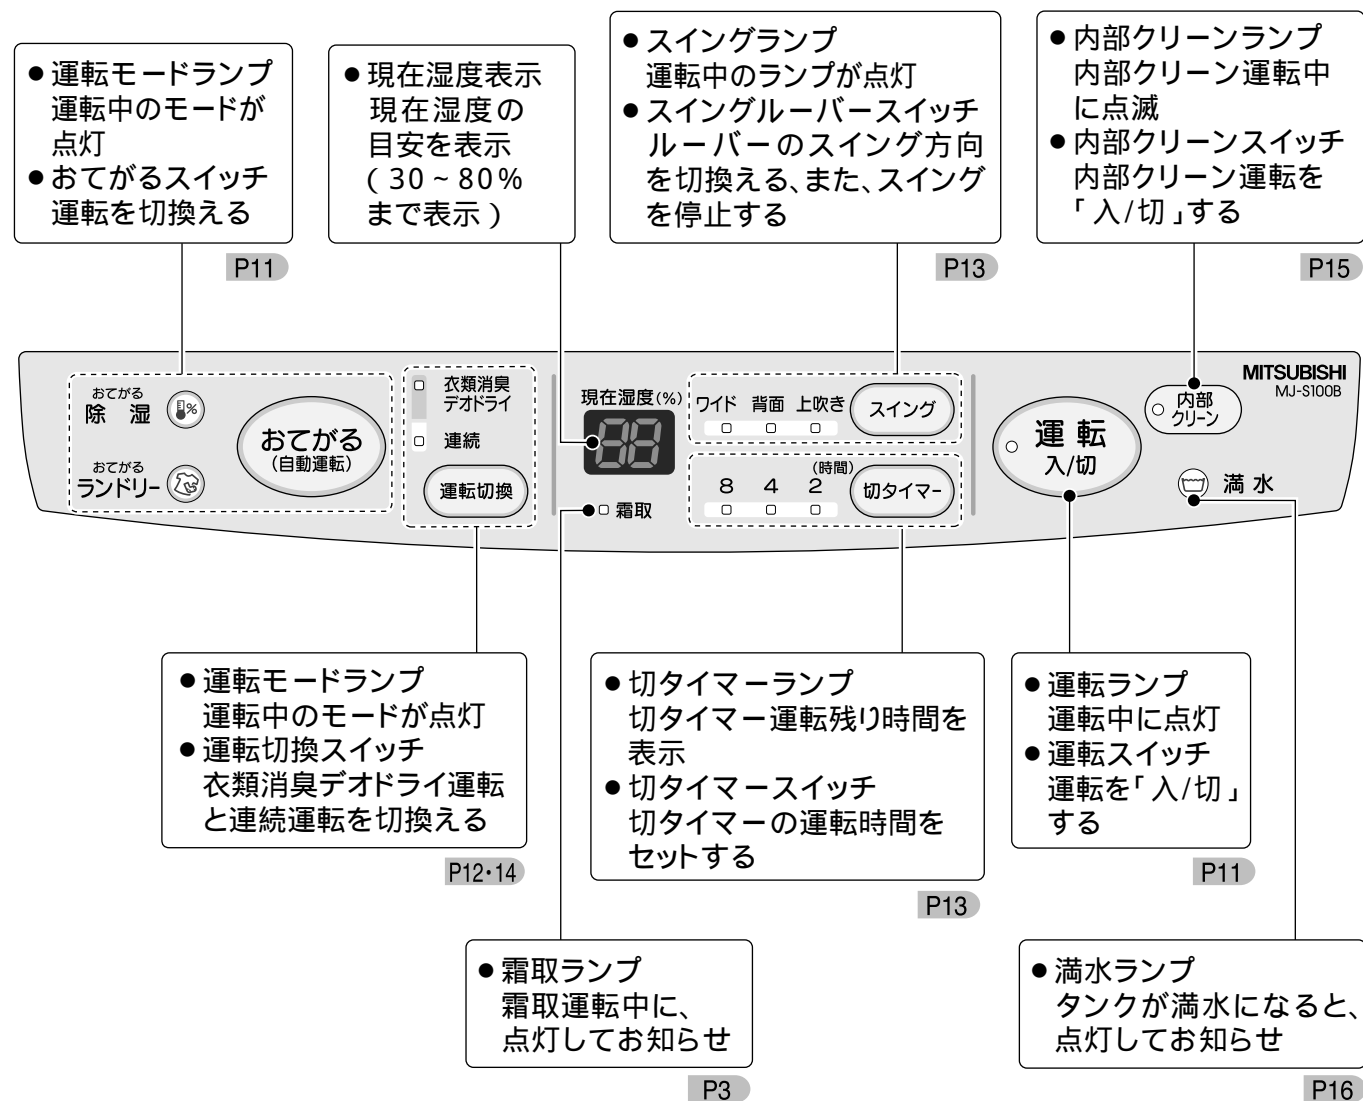 ● 運転モードランプ
運転中のモードが
点灯
● おてがるスイッチ
運転を切換える
P11
● 現在湿度表示
現在湿度の
目安を表示
(30~80%
まで表示)
● スイングランプ
運転中のランプが点灯
● スイングルーバースイッチ
ルーバーのスイング方向
を切換える、また、スイング
を停止する
P13
● 内部クリーンランプ
内部クリーン運転中
に点滅
● 内部クリーンスイッチ
内部クリーン運転を
「入/切」する
P15
おてがる
除湿
%
おてがる
ランドリー
おてがる
(自動運転)
衣類消臭
デオドライ
連続
運転切換
現在湿度(%)
88
霜取
ワイド 背面 上吹き
スイング
(時間)
8 4 2
切タイマー
運転
入/切
内部
クリーン
MITSUBISHI
MJ-S100B
満水
● 運転モードランプ
運転中のモードが点灯
● 運転切換スイッチ
衣類消臭デオドライ運転
と連続運転を切換える
P12・14
● 切タイマーランプ
切タイマー運転残り時間を
表示
● 切タイマースイッチ
切タイマーの運転時間を
セットする
P13
● 運転ランプ
運転中に点灯
● 運転スイッチ
運転を「入/切」
する
P11
● 霜取ランプ
霜取運転中に、
点灯してお知らせ
P3
● 満水ランプ
タンクが満水になると、
点灯してお知らせ
P16